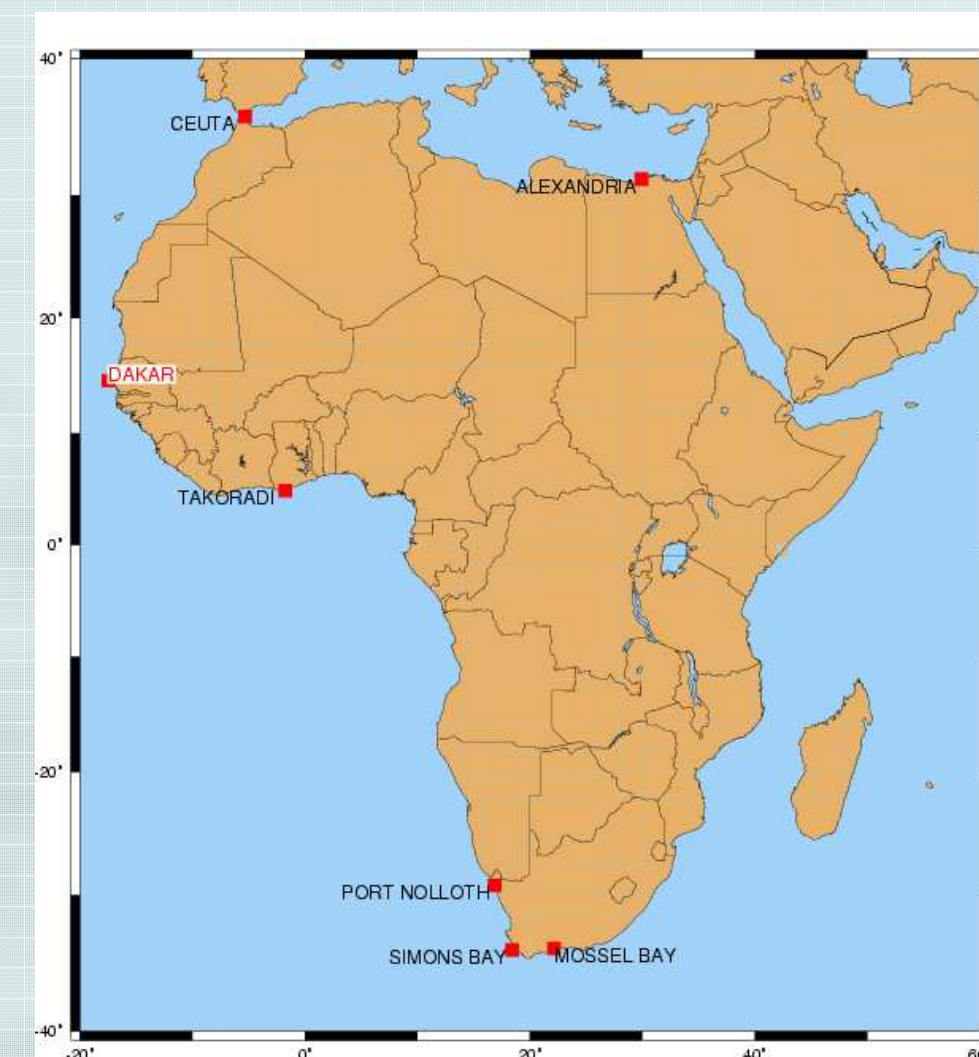 40°
CEUTA
ALEXANDRIA
20°
DAKAR
TAKORADI
0°
-20°
PORT NOLLOTH
SIMONS BAY
MOSSEL BAY
-40°
-20° 0° 20° 40°